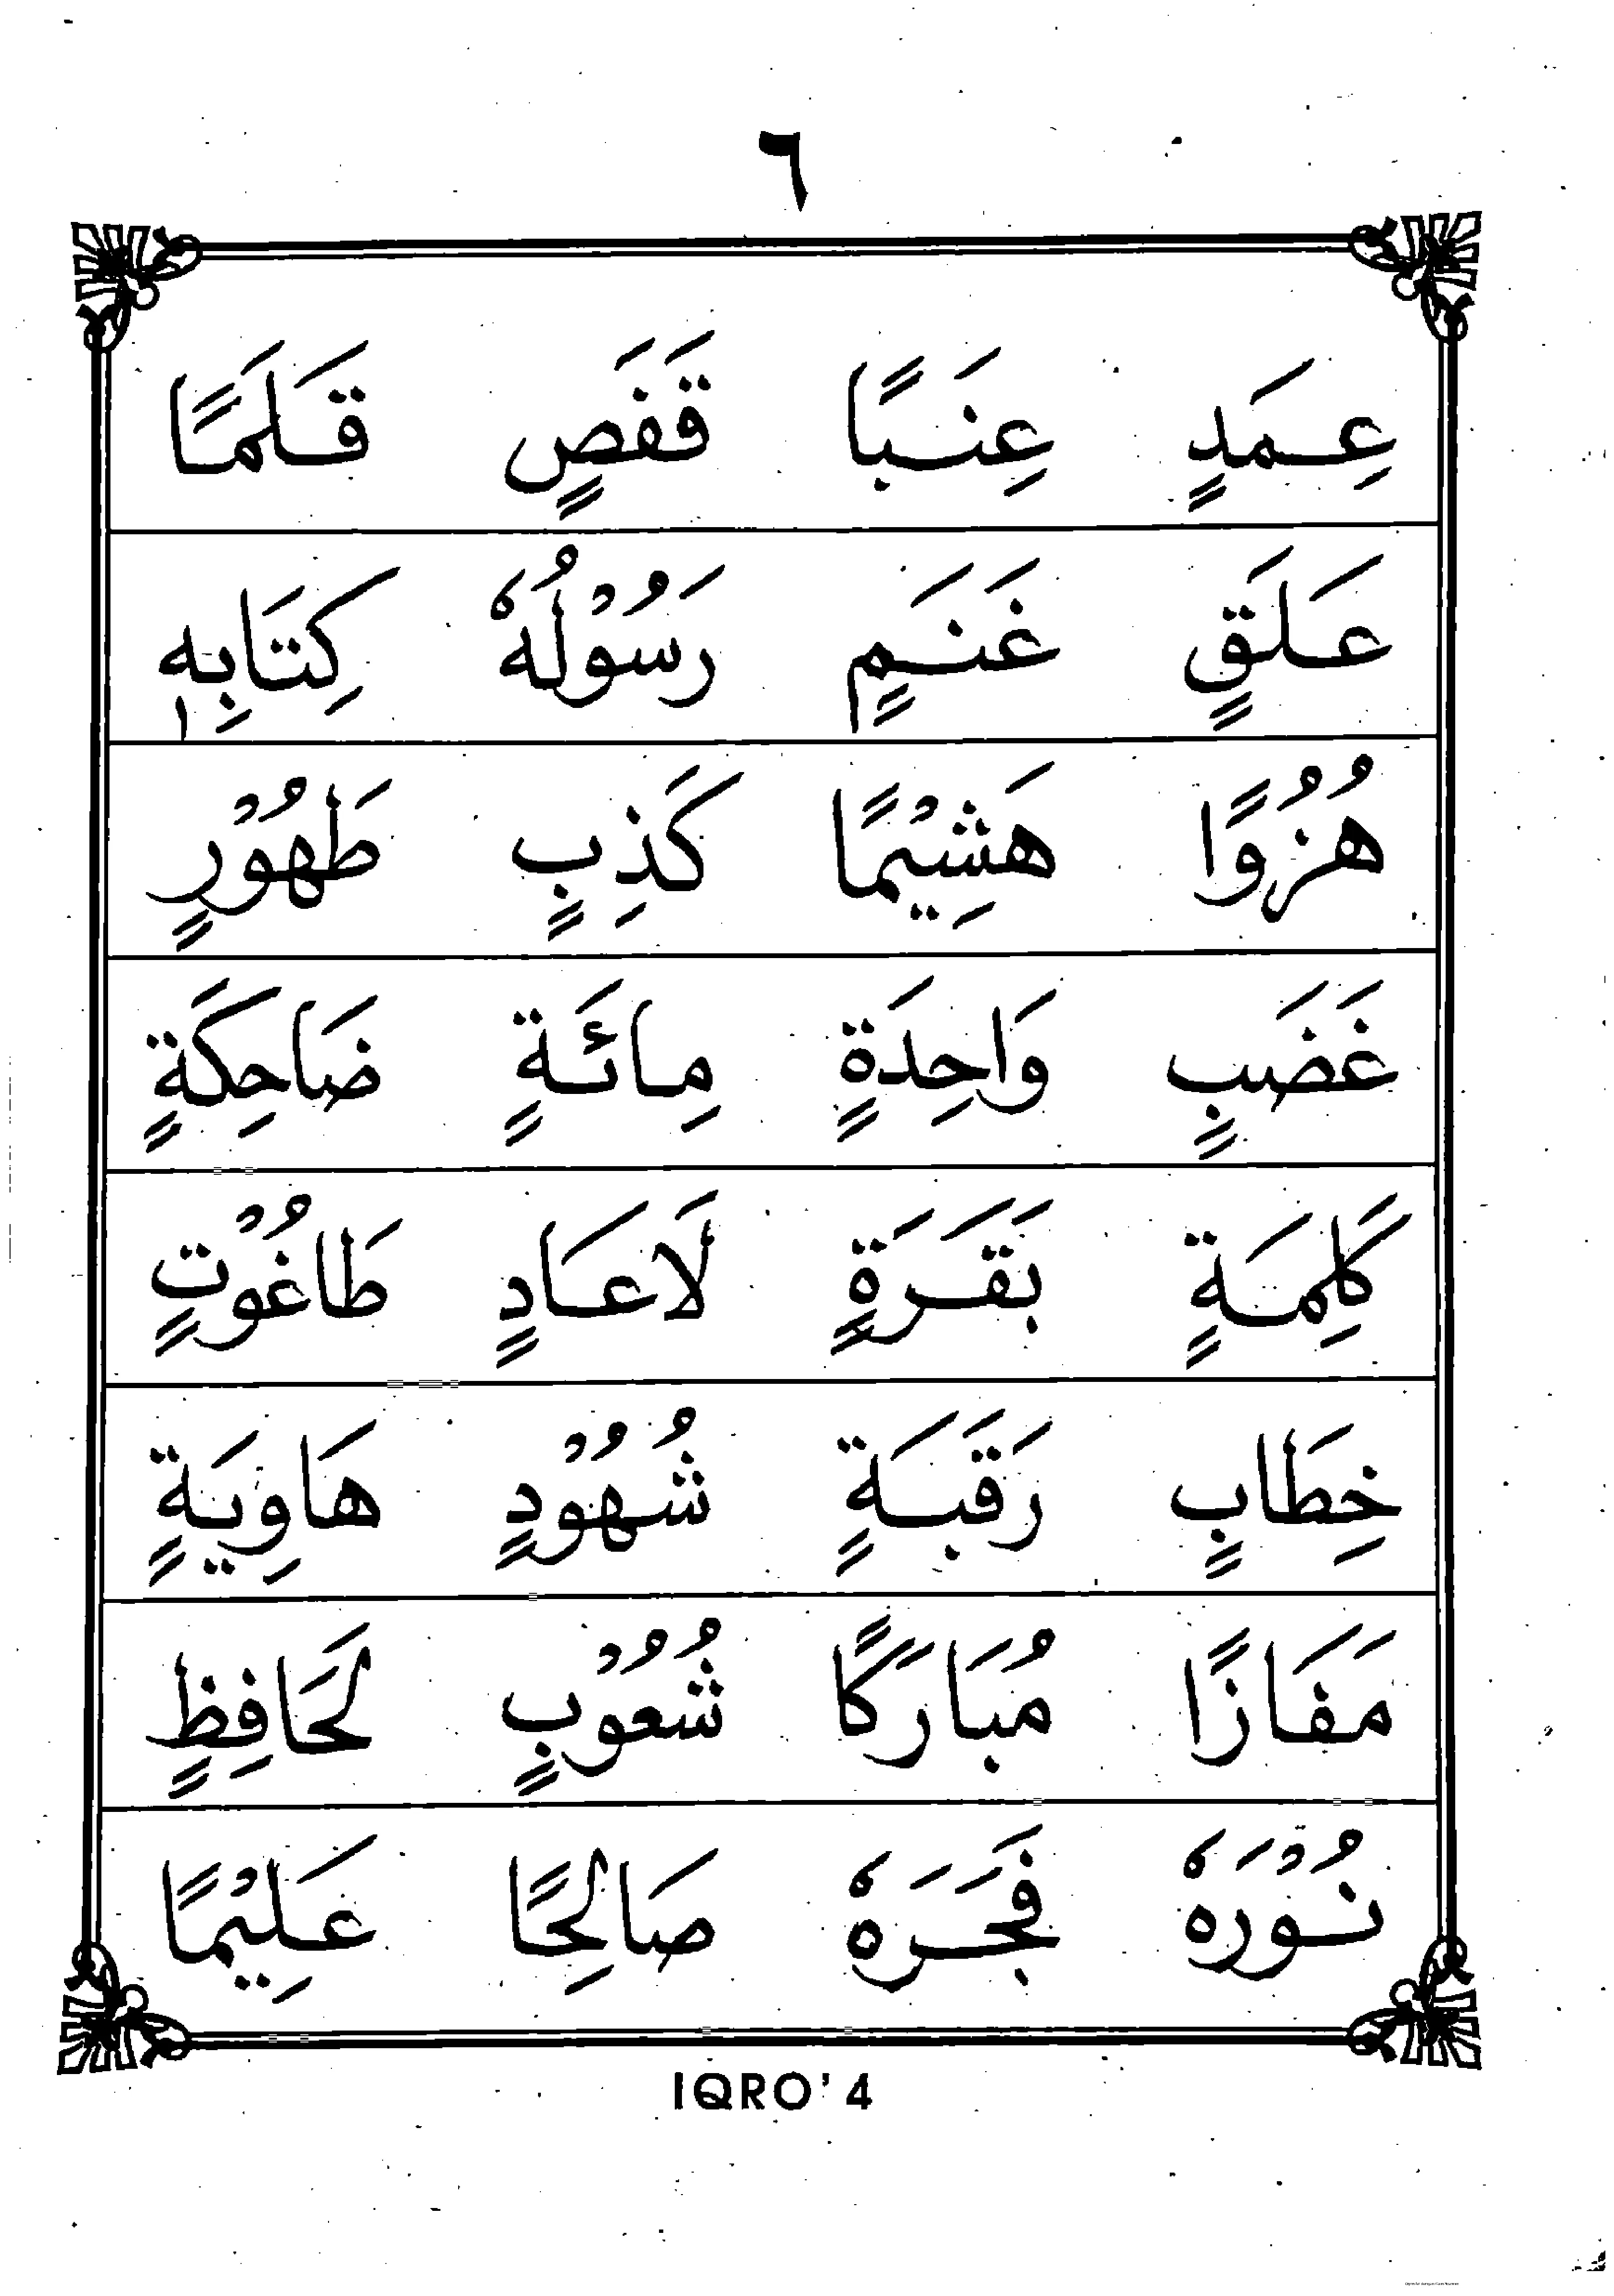 ٦
عِمَدٍ عِنَبًا قَفَصٍ قَلَمًا
عَلَقٍ غَنَمٍ رَسُوْلُهٗ كِتَابِهٖ
هُزُوًا هَشِيْمًا كَذِبٍ طَهُوْرٍ
غَضَبٍ وَاحِدَةٍ مِائَةٍ ضَاحِكَةٍ
كَلِمَةٍ بَقَرَةٍ لَاعَادٍ طَاغُوْتٍ
خِطَابٍ رَقَبَةٍ شُهُوْدٍ هَاوِيَةٍ
مَفَازًا مُبَارَكًا شُعُوْبٍ لَحَافِظٍ
نُوْرَهٗ فَجَرَهٗ صَالِحًا عَلِيْمًا
IQRO' 4